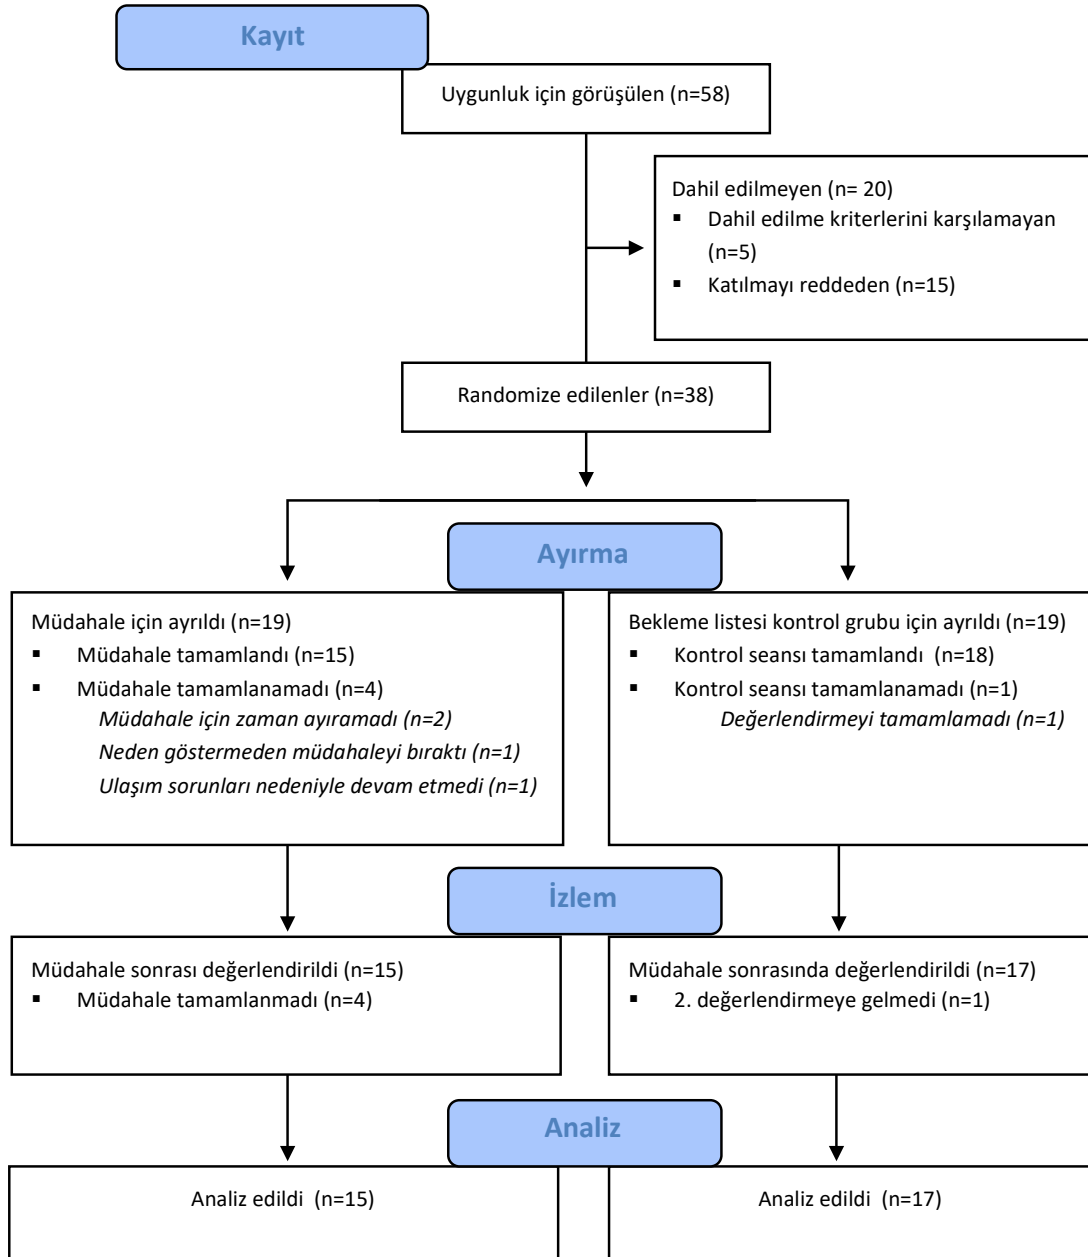 Kayıt
Uygunluk için görüşülen (n=58)
Dahil edilmeyen (n= 20)
▪ Dahil edilme kriterlerini karşılamayan
(n=5)
▪ Katılmayı reddeden (n=15)
Randomize edilenler (n=38)
Ayırma
Müdahale için ayrıldı (n=19)
▪ Müdahale tamamlandı (n=15)
▪ Müdahale tamamlanamadı (n=4)
Müdahale için zaman ayıramadı (n=2)
Neden göstermeden müdahaleyi bıraktı (n=1)
Ulaşım sorunları nedeniyle devam etmedi (n=1)
Bekleme listesi kontrol grubu için ayrıldı (n=19)
▪ Kontrol seansı tamamlandı  (n=18)
▪ Kontrol seansı tamamlanamadı (n=1)
Değerlendirmeyi tamamlamadı (n=1)
İzlem
Müdahale sonrası değerlendirildi (n=15)
▪ Müdahale tamamlanmadı (n=4)
Müdahale sonrasında değerlendirildi (n=17)
▪ 2. değerlendirmeye gelmedi (n=1)
Analiz
Analiz edildi  (n=15)
Analiz edildi  (n=17)